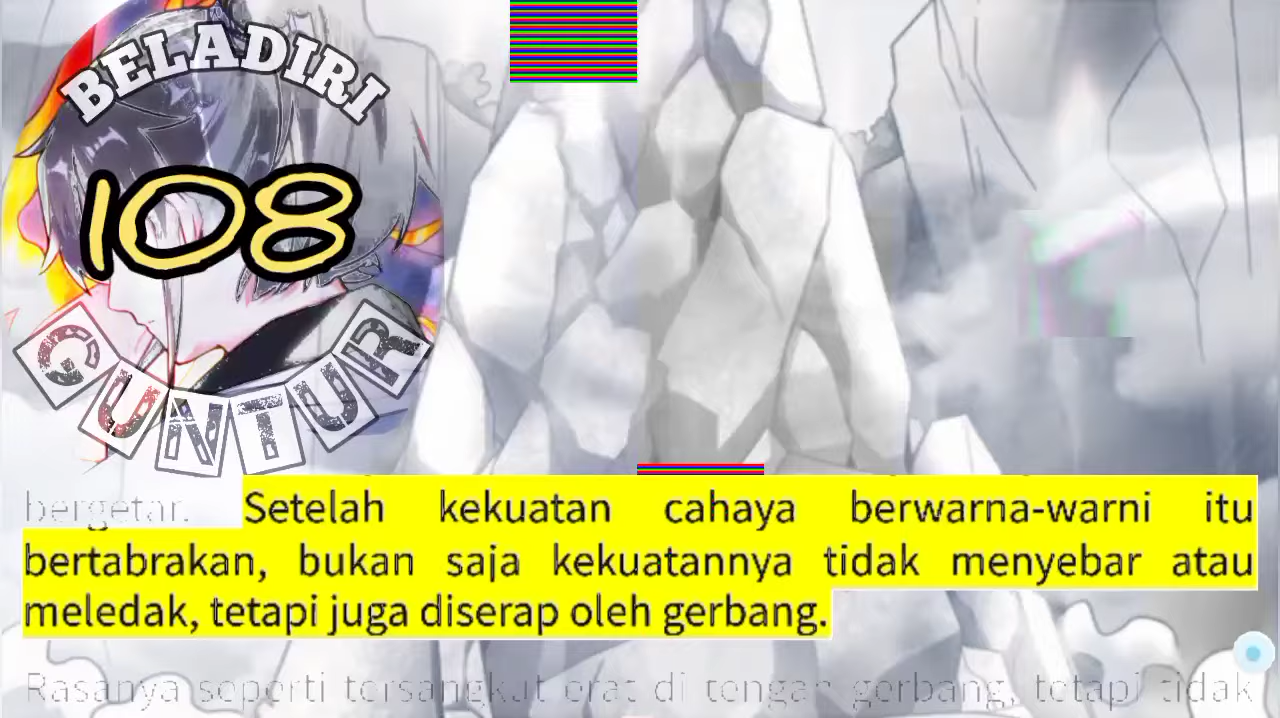 BELADIRI
108
GUNTUR
bergetar. Setelah kekuatan cahaya berwarna-warni itu
bertabrakan, bukan saja kekuatannya tidak menyebar atau
meledak, tetapi juga diserap oleh gerbang.
Rasanya seperti tersangkut erat di tengah gerbang, tetapi tidak